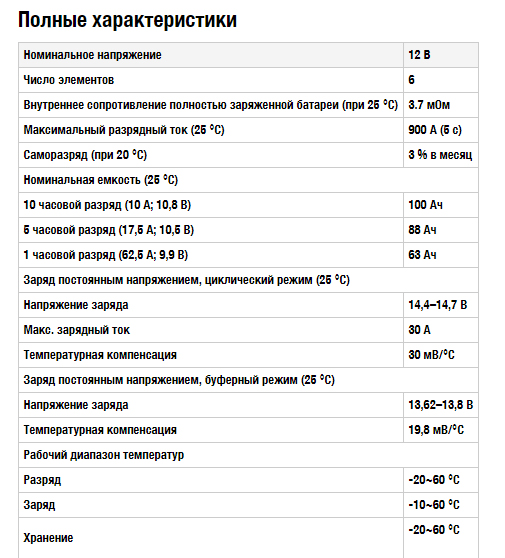 Полные характеристики
Номинальное напряжение 12 В
Число элементов 6
Внутреннее сопротивление полностью заряженной батареи (при 25 °С) 3.7 мОм
Максимальный разрядный ток (25 °С) 900 А (5 с)
Саморазряд (при 20 °С) 3 % в месяц
Номинальная емкость (25 °С)
10 часовой разряд (10 А; 10,8 В) 100 Ач
5 часовой разряд (17,5 А; 10,5 В) 88 Ач
1 часовой разряд (62,5 А; 9,9 В) 63 Ач
Заряд постоянным напряжением, циклический режим (25 °С)
Напряжение заряда 14,4–14,7 В
Макс. зарядный ток 30 А
Температурная компенсация 30 мВ/°С
Заряд постоянным напряжением, буферный режим (25 °С)
Напряжение заряда 13,62–13,8 В
Температурная компенсация 19,8 мВ/°С
Рабочий диапазон температур
Разряд -20~60 °С
Заряд -10~60 °С
Хранение -20~60 °С